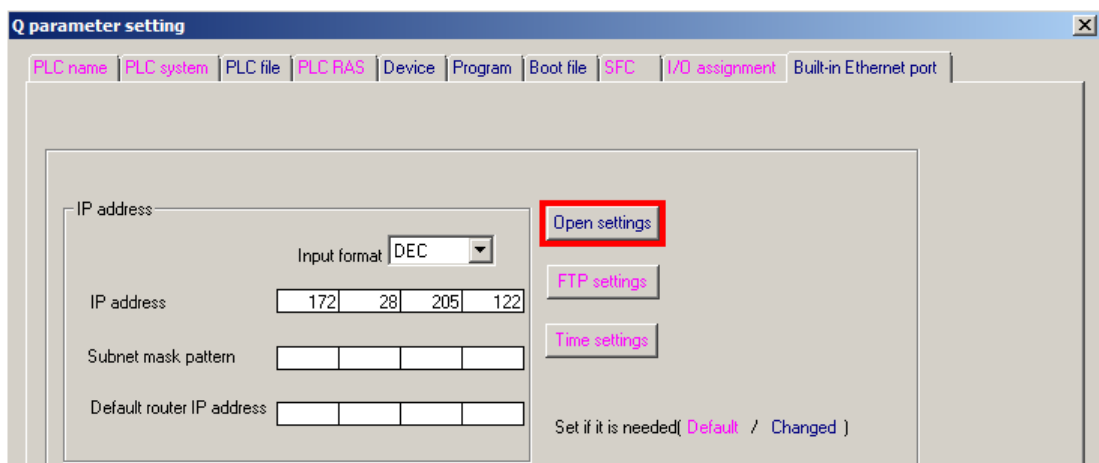 Q parameter setting
PLC name PLC system PLC file PLC RAS Device Program Boot file SFC I/O assignment Built-in Ethernet port
IP address
Input format DEC
IP address 172 28 205 122
Subnet mask pattern
Default router IP address
Open settings
FTP settings
Time settings
Set if it is needed( Default / Changed )